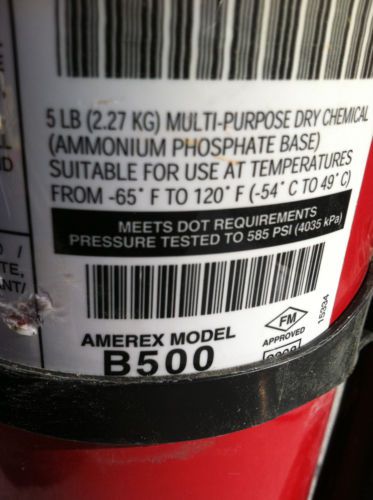 5 LB (2.27 KG) MULTI-PURPOSE DRY CHEMICAL
(AMMONIUM PHOSPHATE BASE)
SUITABLE FOR USE AT TEMPERATURES
FROM -65° F TO 120° F (-54° C TO 49° C)
MEETS DOT REQUIREMENTS
PRESSURE TESTED TO 585 PSI (4035 kPa)
AMEREX MODEL
B500
FM
APPROVED
15334